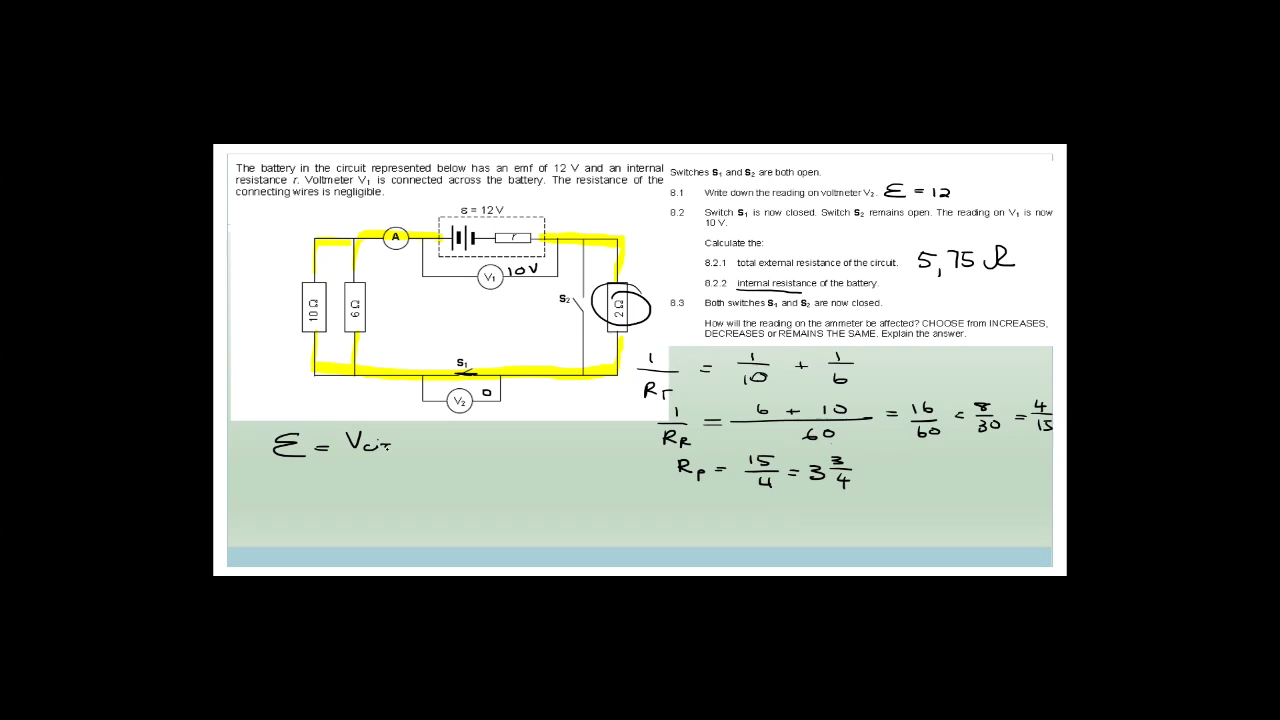 The battery in the circuit represented below has an emf of 12 V and an internal
resistance r. Voltmeter V1 is connected across the battery. The resistance of the
connecting wires is negligible.
ε = 12 V
A
r
V1
10V
10 Ω
6 Ω
S2
2 Ω
S1
V2
0
Switches S1 and S2 are both open.
8.1 Write down the reading on voltmeter V2. Ɛ = 12
8.2 Switch S1 is now closed. Switch S2 remains open. The reading on V1 is now
10 V.
Calculate the:
8.2.1 total external resistance of the circuit. 5,75 Ω
8.2.2 internal resistance of the battery.
8.3 Both switches S1 and S2 are now closed.
How will the reading on the ammeter be affected? CHOOSE from INCREASES,
DECREASES or REMAINS THE SAME. Explain the answer.
1/RT = 1/10 + 1/6
1/RR = 6 + 10/60 = 16/60 = 8/30 = 4/15
Rp = 15/4 = 3 3/4
Ɛ = V